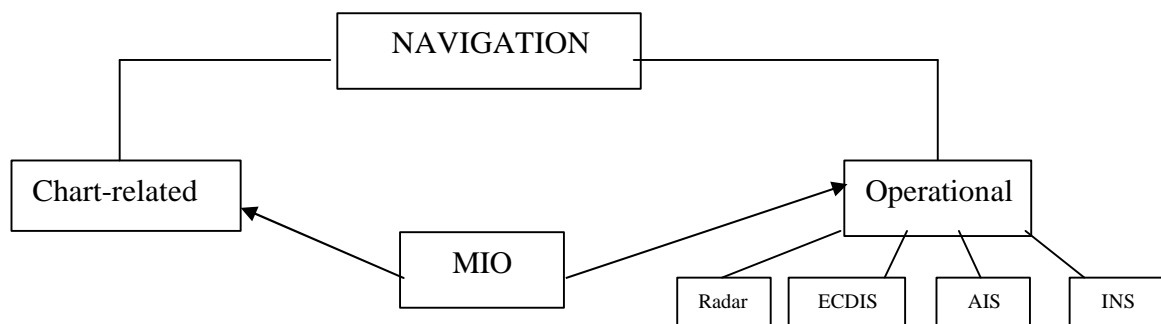 NAVIGATION
Chart-related
Operational
MIO
Radar
ECDIS
AIS
INS